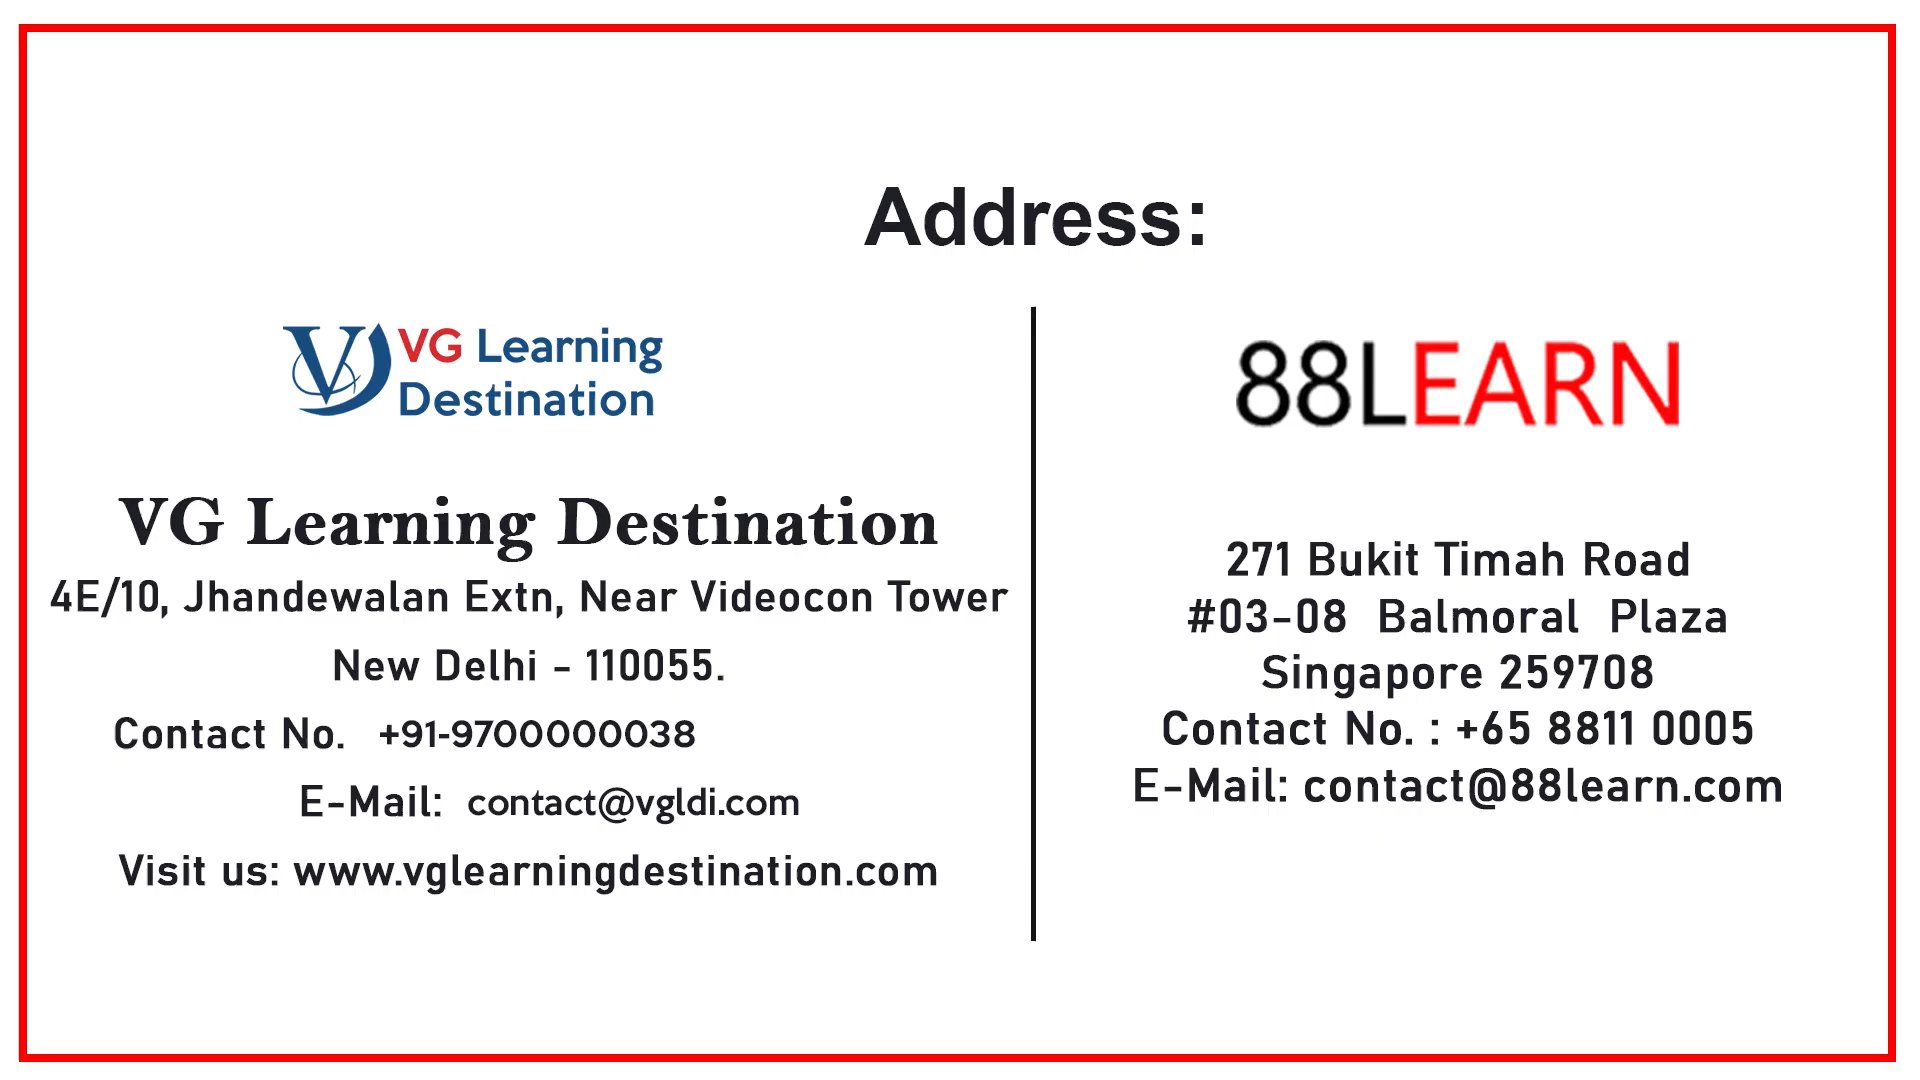 Address:
VG Learning
Destination
VG Learning Destination
4E/10, Jhandewalan Extn, Near Videocon Tower
New Delhi - 110055.
Contact No. +91-9700000038
E-Mail: contact@vgldi.com
Visit us: www.vglearningdestination.com
88LEARN
271 Bukit Timah Road
#03-08 Balmoral Plaza
Singapore 259708
Contact No. : +65 8811 0005
E-Mail: contact@88learn.com